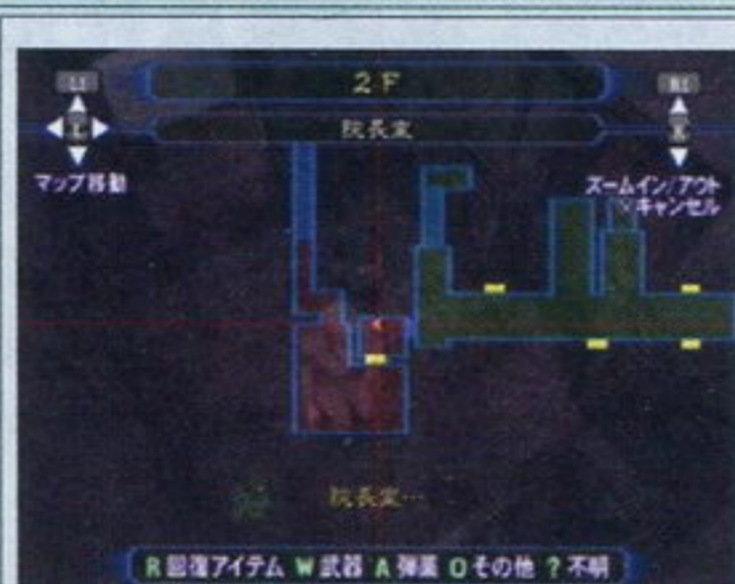 2F
L1
R1
院長室
L
R
マップ移動
ズームイン/アウト
キャンセル
院長室…
R回復アイテム W武器 A弾薬 Oその他 ?不明